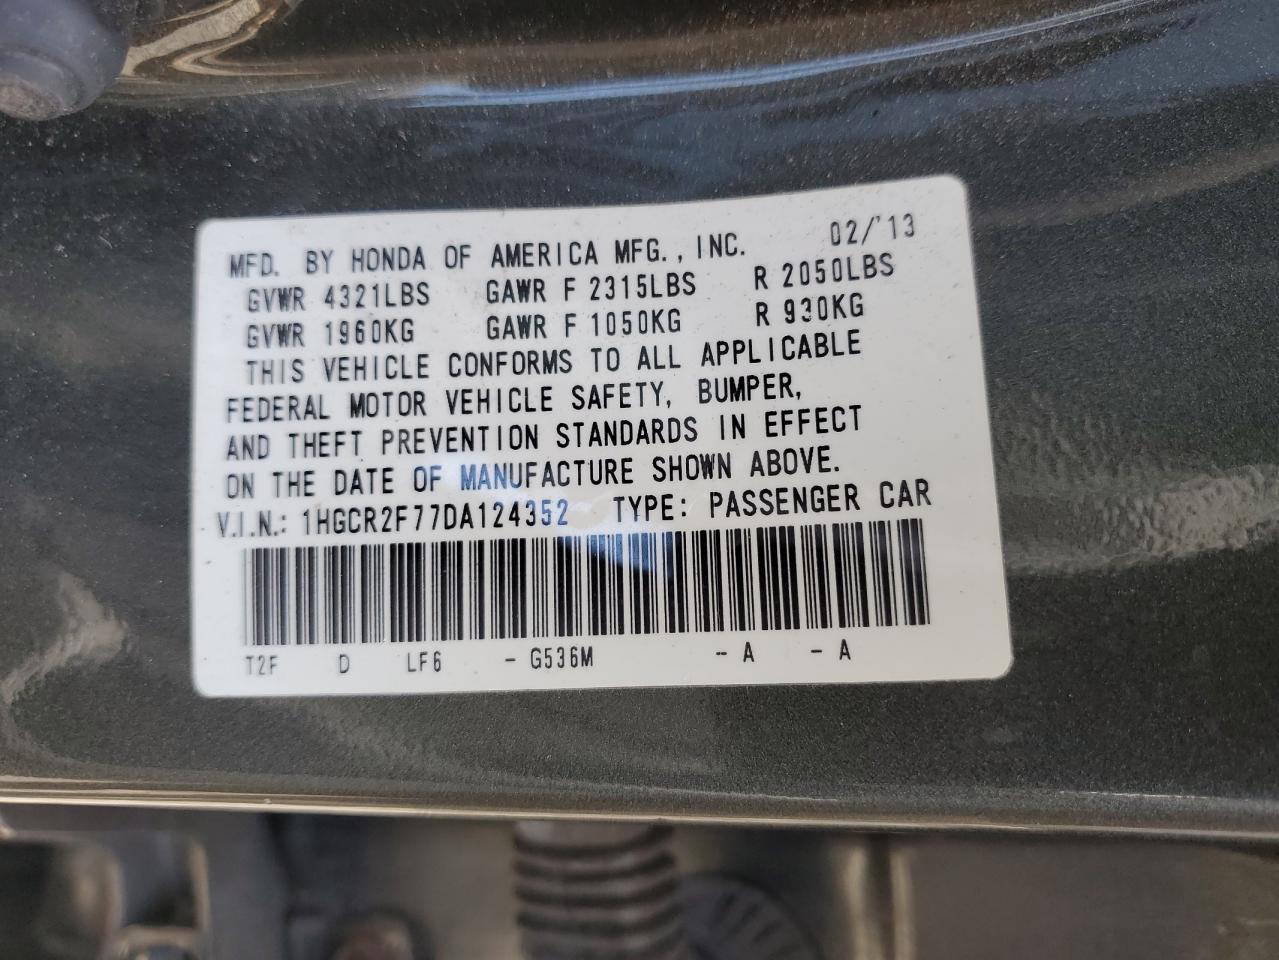 MFD. BY HONDA OF AMERICA MFG., INC. 02/'13
GVWR 4321LBS GAWR F 2315LBS R 2050LBS
GVWR 1960KG GAWR F 1050KG R 930KG
THIS VEHICLE CONFORMS TO ALL APPLICABLE
FEDERAL MOTOR VEHICLE SAFETY, BUMPER,
AND THEFT PREVENTION STANDARDS IN EFFECT
ON THE DATE OF MANUFACTURE SHOWN ABOVE.
V.I.N.: 1HGCR2F77DA124352 TYPE: PASSENGER CAR
T2F D LF6 - G536M - A - A